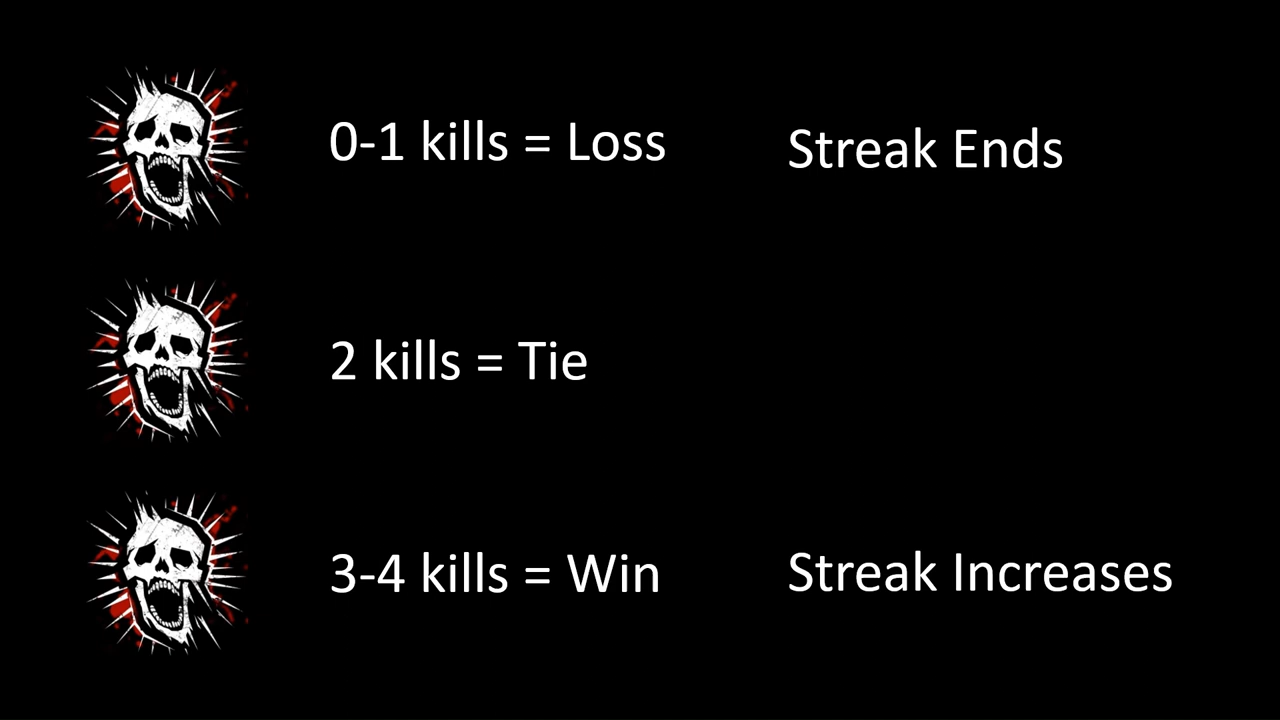 0-1 kills = Loss Streak Ends
2 kills = Tie
3-4 kills = Win Streak Increases